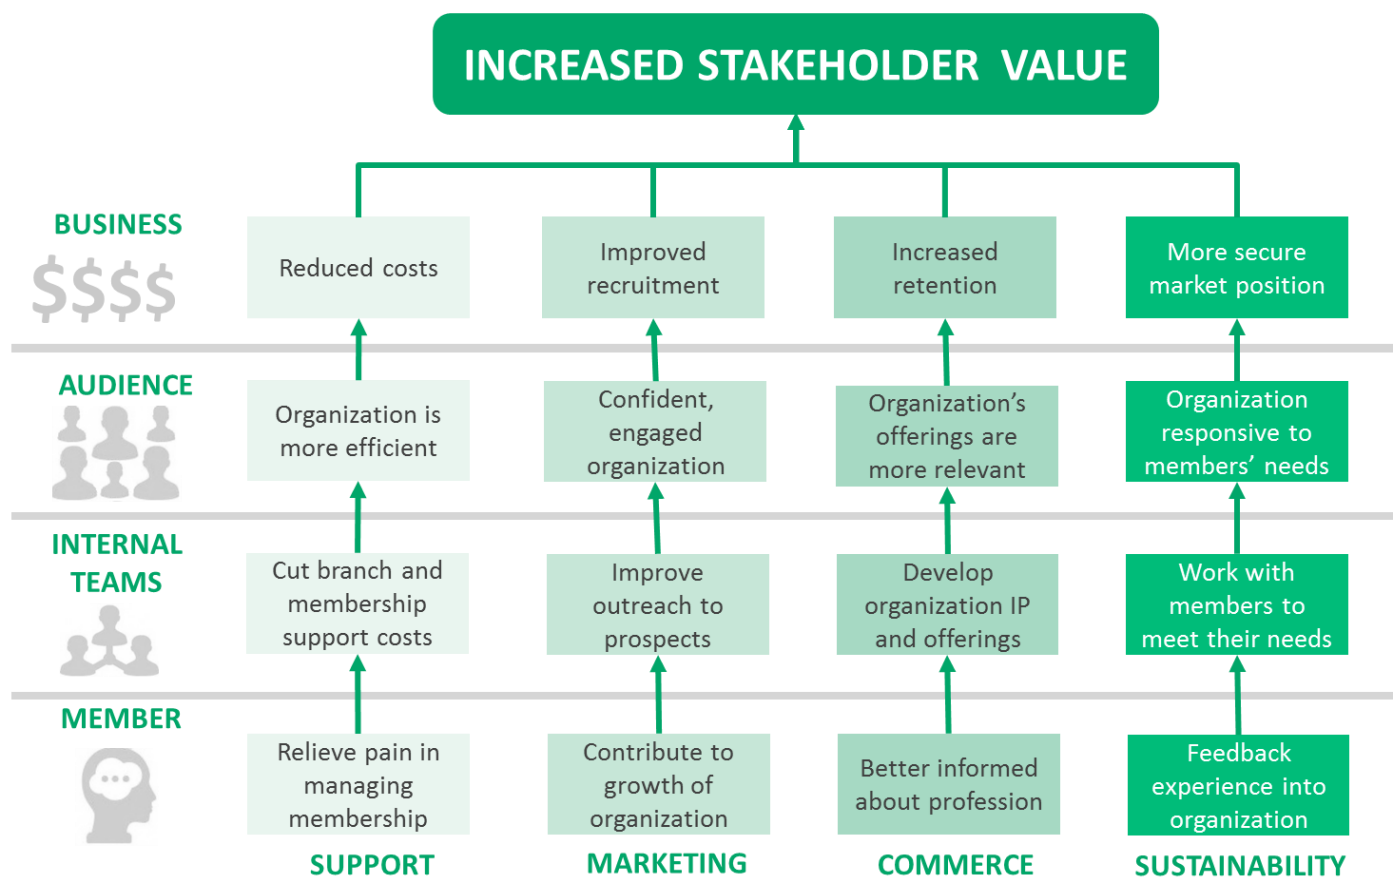 INCREASED STAKEHOLDER VALUE
BUSINESS
$$$$
Reduced costs
Improved
recruitment
Increased
retention
More secure
market position
AUDIENCE
Organization is
more efficient
Confident,
engaged
organization
Organization’s
offerings are
more relevant
Organization
responsive to
members’ needs
INTERNAL
TEAMS
Cut branch and
membership
support costs
Improve
outreach to
prospects
Develop
organization IP
and offerings
Work with
members to
meet their needs
MEMBER
Relieve pain in
managing
membership
Contribute to
growth of
organization
Better informed
about profession
Feedback
experience into
organization
SUPPORT
MARKETING
COMMERCE
SUSTAINABILITY